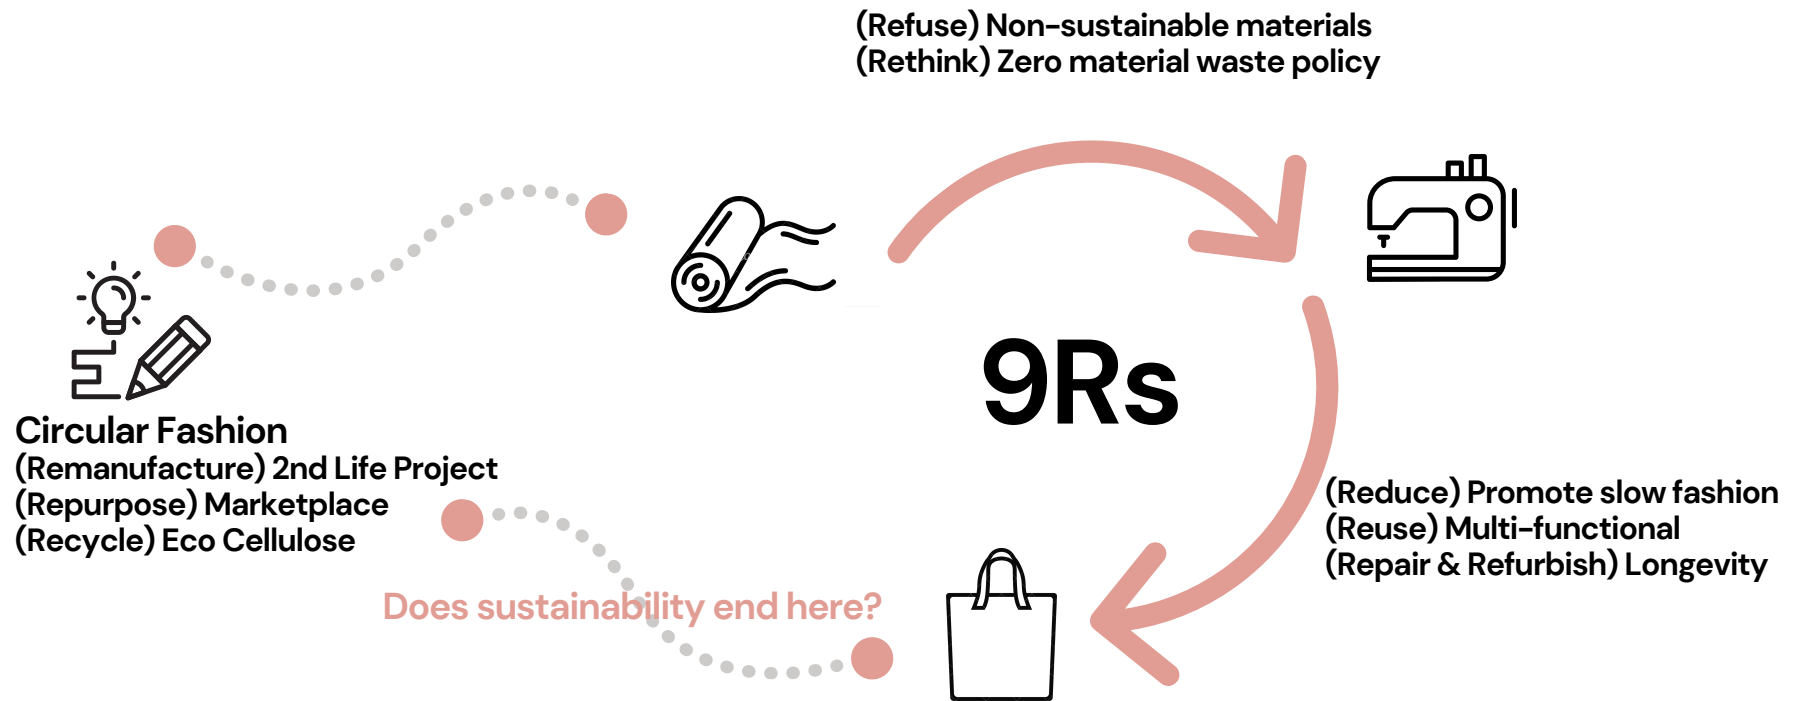 (Refuse) Non-sustainable materials
(Rethink) Zero material waste policy
9Rs
Circular Fashion
(Remanufacture) 2nd Life Project
(Repurpose) Marketplace
(Recycle) Eco Cellulose
(Reduce) Promote slow fashion
(Reuse) Multi-functional
(Repair & Refurbish) Longevity
Does sustainability end here?